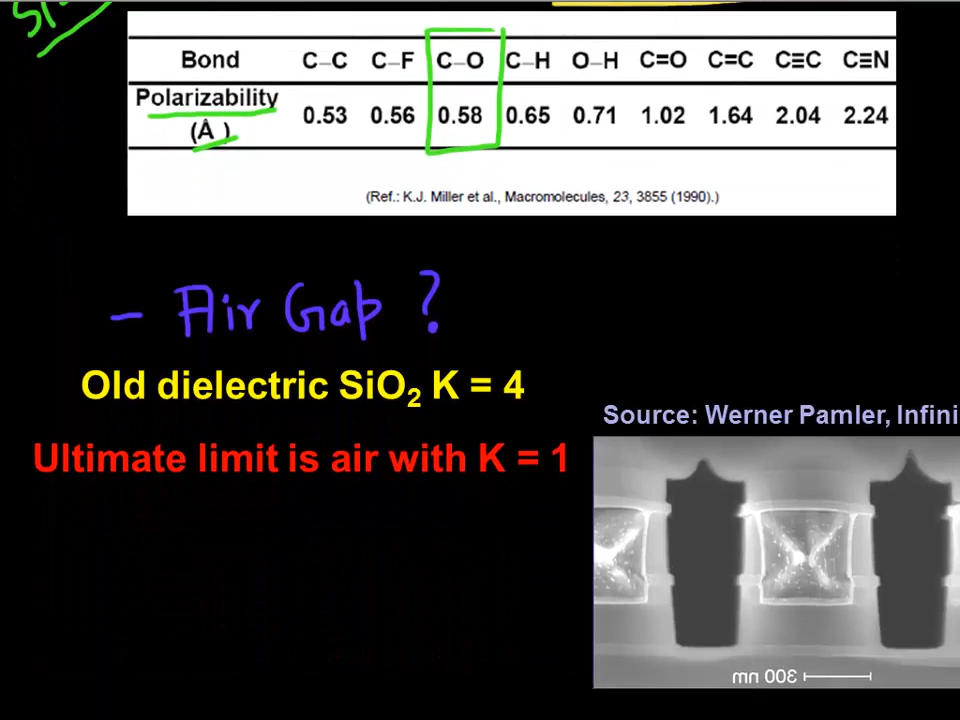 Bond C–C C–F C–O C–H O–H C=O C=C C≡C C≡N
Polarizability 0.53 0.56 0.58 0.65 0.71 1.02 1.64 2.04 2.24
(Å )
(Ref.: K.J. Miller et al., Macromolecules, 23, 3855 (1990).)
- Air Gap ?
Old dielectric SiO₂ K = 4
Ultimate limit is air with K = 1
Source: Werner Pamler, Infini
300 nm